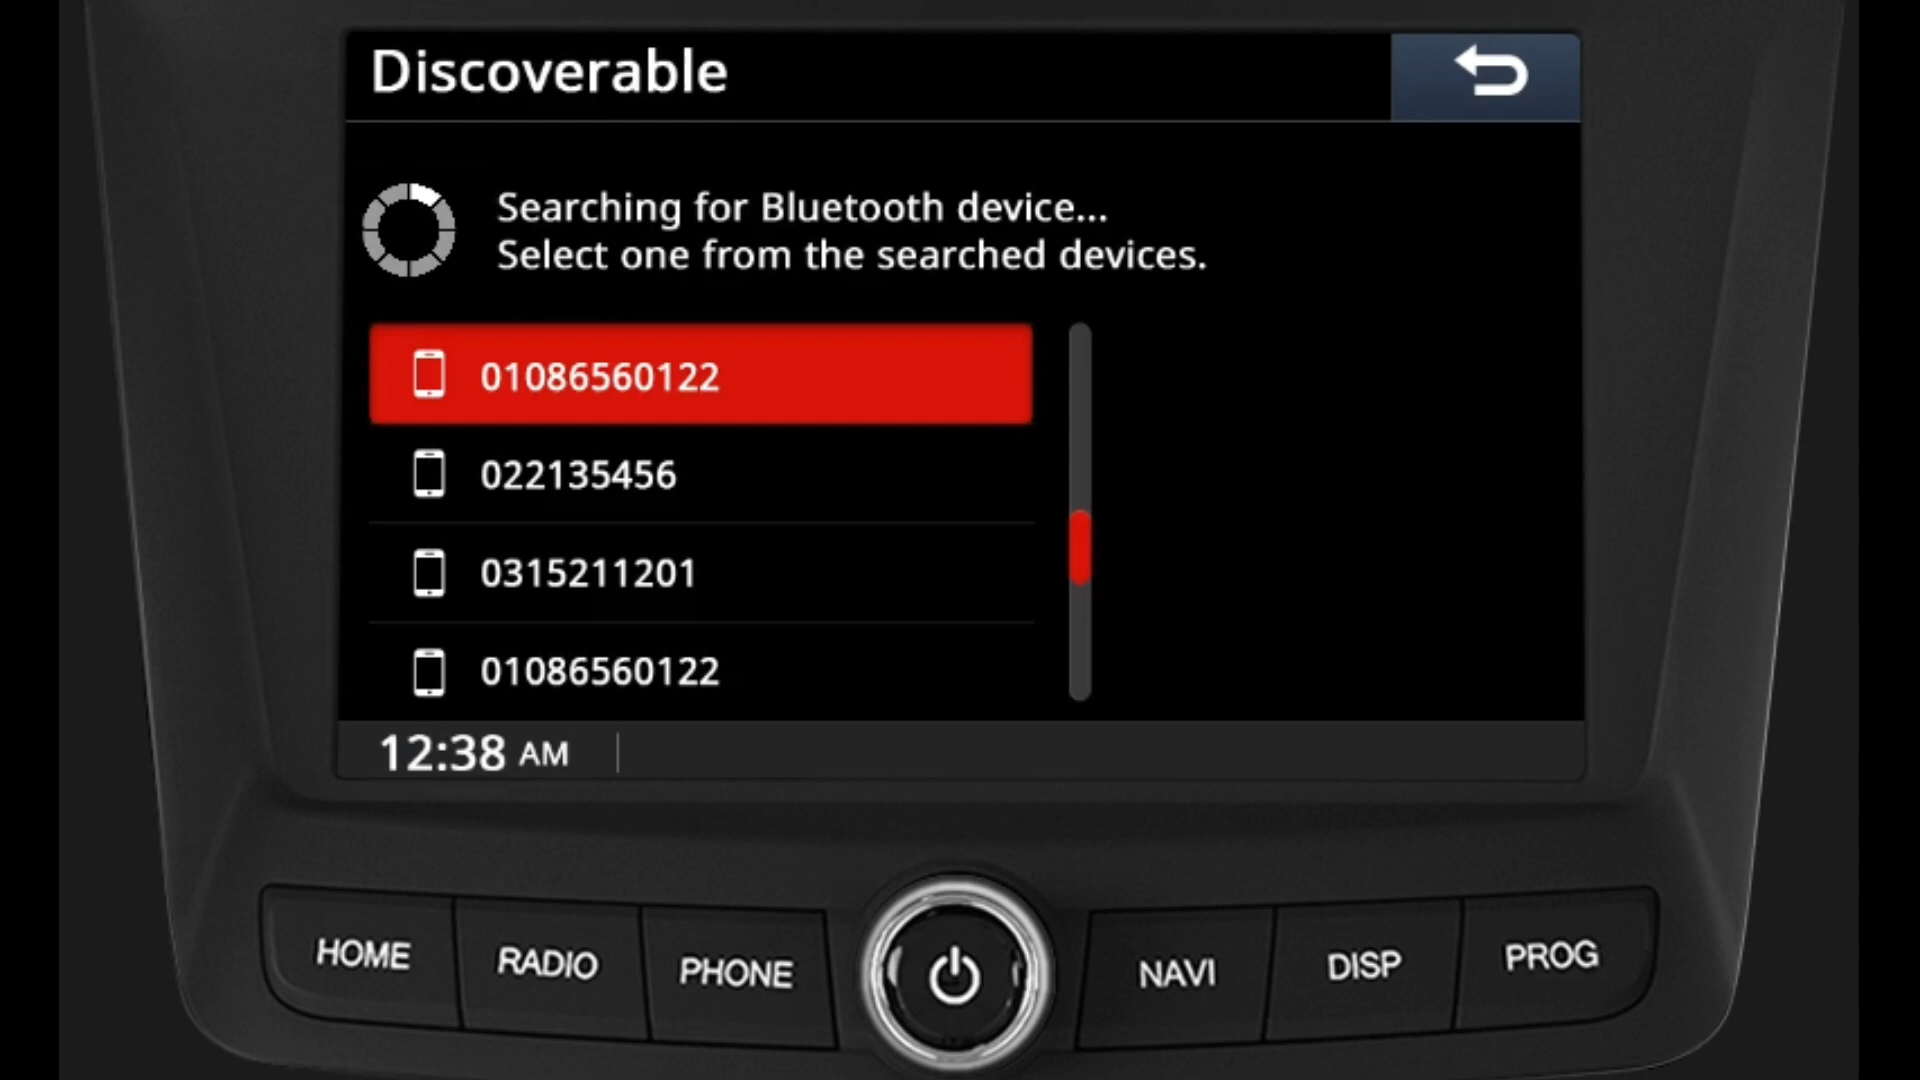 Discoverable
Searching for Bluetooth device...
Select one from the searched devices.
01086560122
022135456
0315211201
01086560122
12:38 AM
HOME RADIO PHONE NAVI DISP PROG